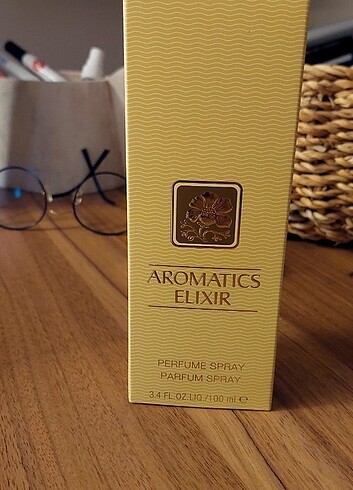 AROMATICS
ELIXIR
PERFUME SPRAY
PARFUM SPRAY
3.4 FL.OZ.LIQ./100 ml ℮